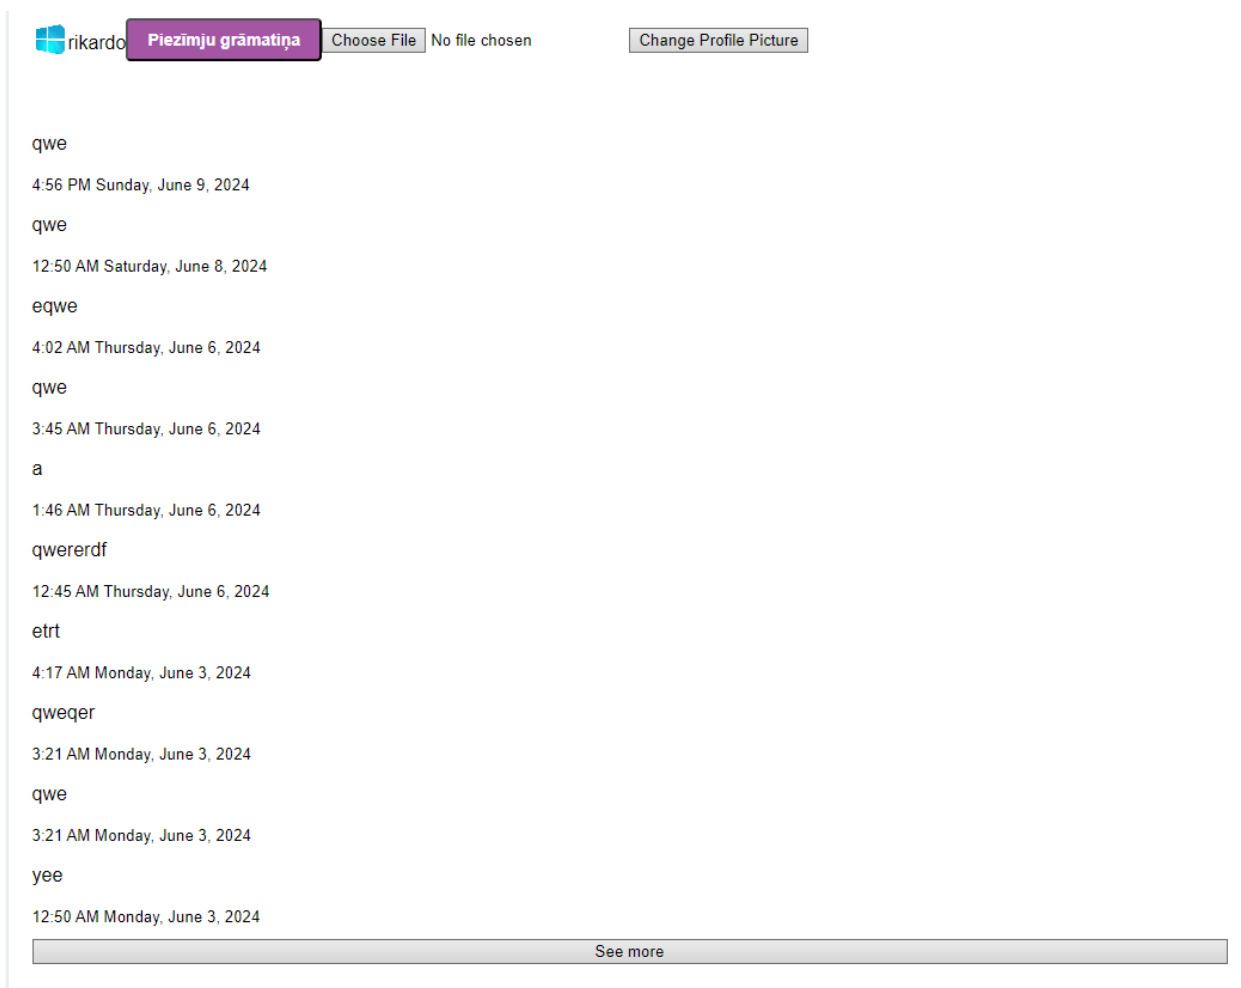 rikardo Piezīmju grāmatiņa Choose File No file chosen Change Profile Picture
qwe
4:56 PM Sunday, June 9, 2024
qwe
12:50 AM Saturday, June 8, 2024
eqwe
4:02 AM Thursday, June 6, 2024
qwe
3:45 AM Thursday, June 6, 2024
a
1:46 AM Thursday, June 6, 2024
qwererdf
12:45 AM Thursday, June 6, 2024
etrt
4:17 AM Monday, June 3, 2024
qweqer
3:21 AM Monday, June 3, 2024
qwe
3:21 AM Monday, June 3, 2024
yee
12:50 AM Monday, June 3, 2024
See more